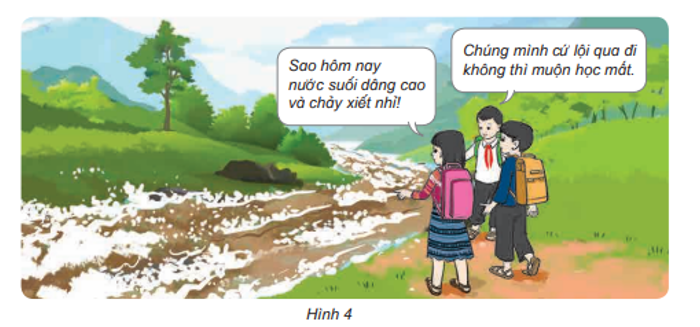 Sao hôm nay
nước suối dâng cao
và chảy xiết nhỉ!
Chúng mình cứ lội qua đi
không thì muộn học mất.
Hình 4